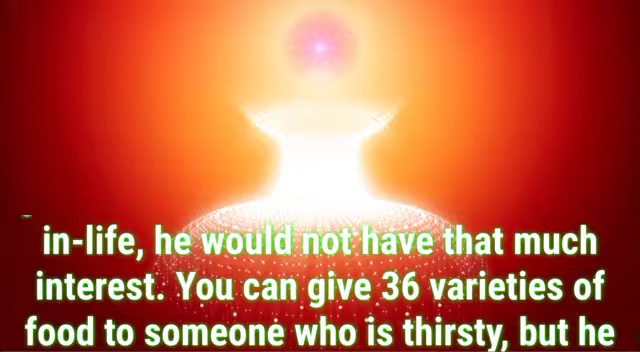 in-life, he would not have that much
interest. You can give 36 varieties of
food to someone who is thirsty, but he